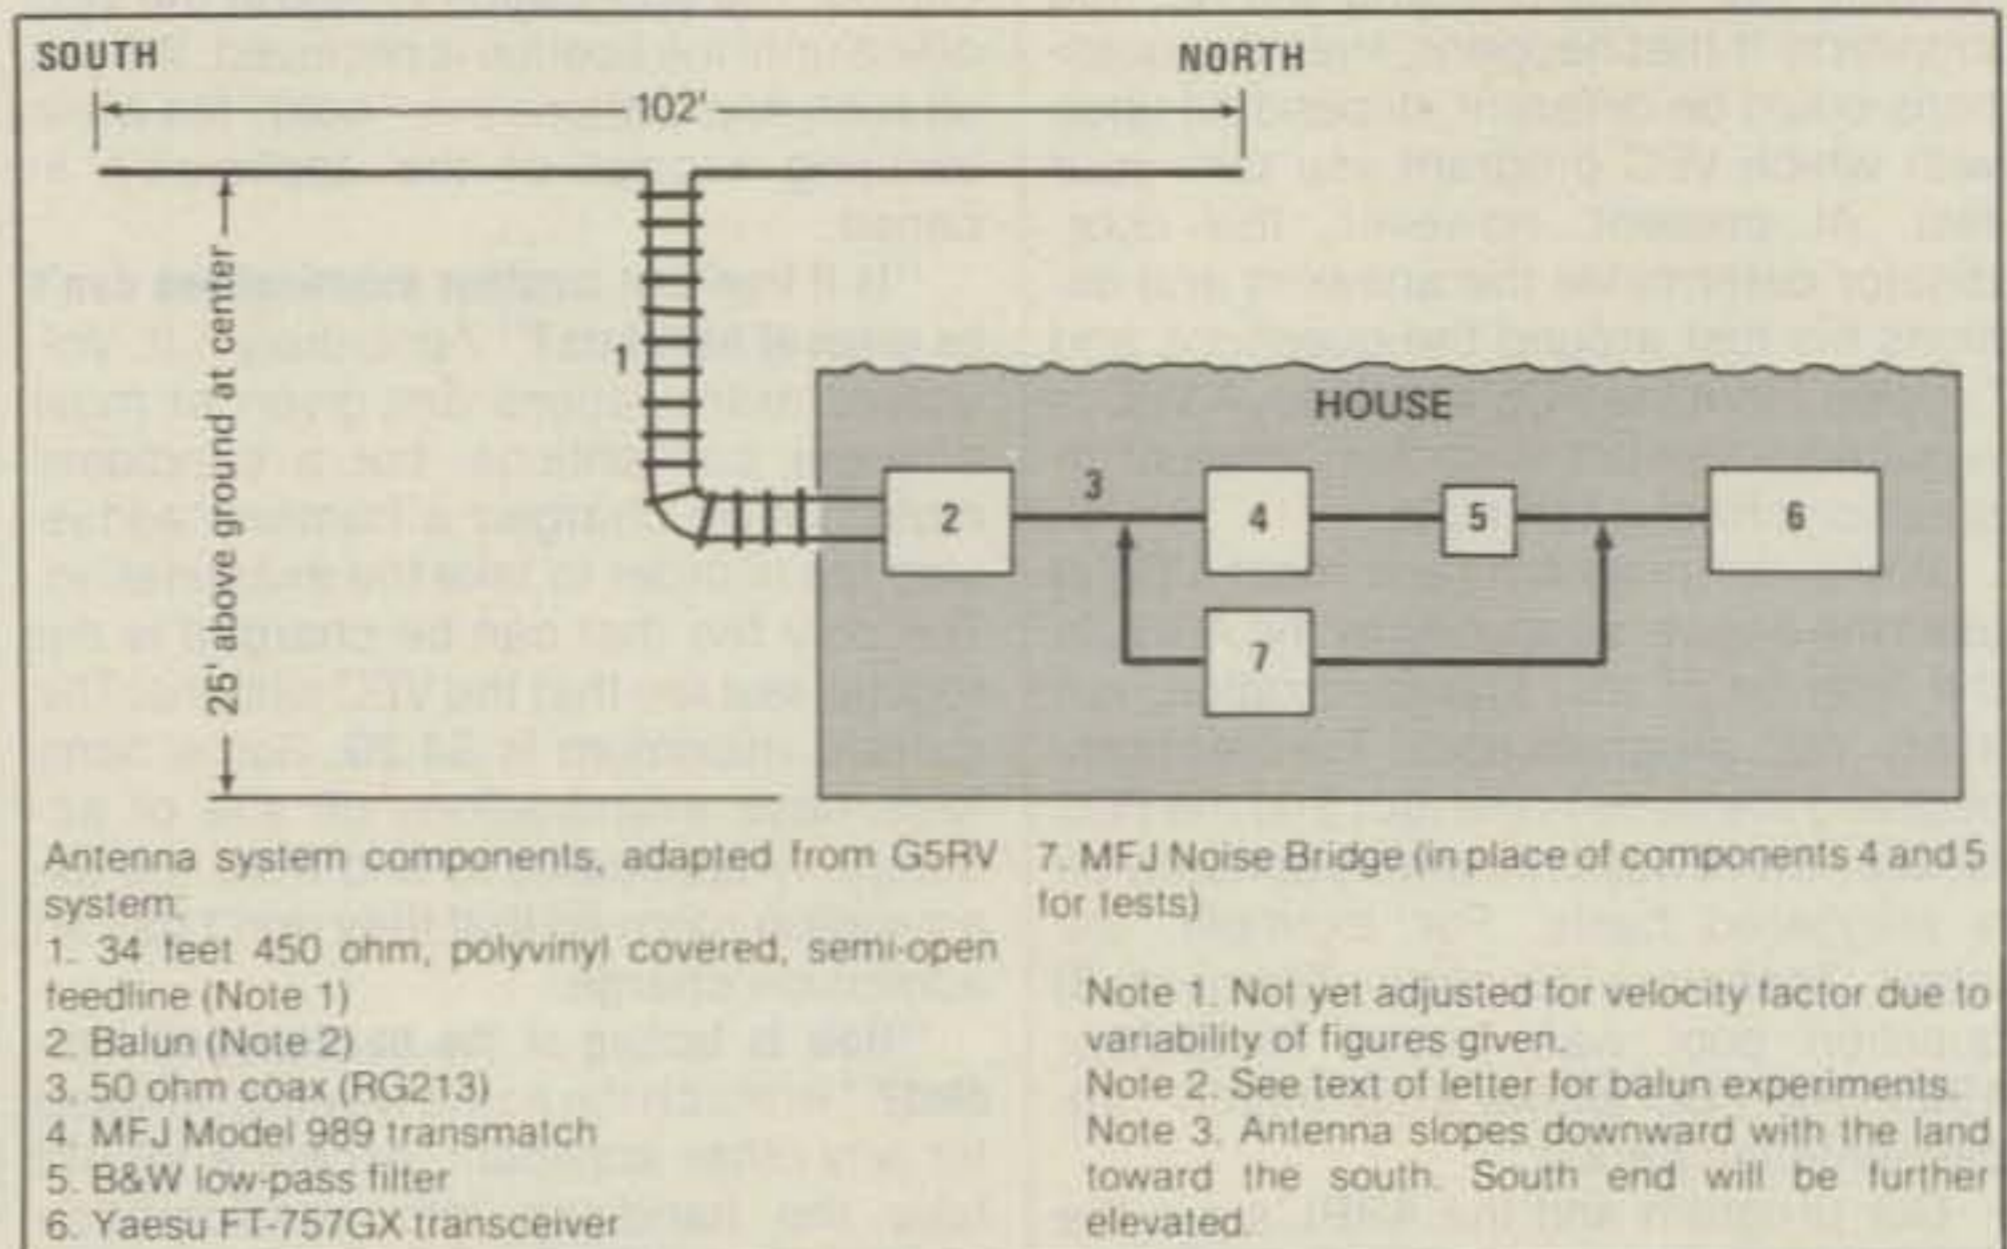 SOUTH
NORTH
102'
25' above ground at center
1
HOUSE
2
3
4
5
6
7
Antenna system components, adapted from G5RV
system.
1. 34 feet 450 ohm, polyvinyl covered, semi-open
feedline (Note 1)
2. Balun (Note 2)
3. 50 ohm coax (RG213)
4. MFJ Model 989 transmatch
5. B&W low-pass filter
6. Yaesu FT-757GX transceiver
7. MFJ Noise Bridge (in place of components 4 and 5
for tests)
Note 1. Not yet adjusted for velocity factor due to
variability of figures given.
Note 2. See text of letter for balun experiments.
Note 3. Antenna slopes downward with the land
toward the south. South end will be further
elevated.